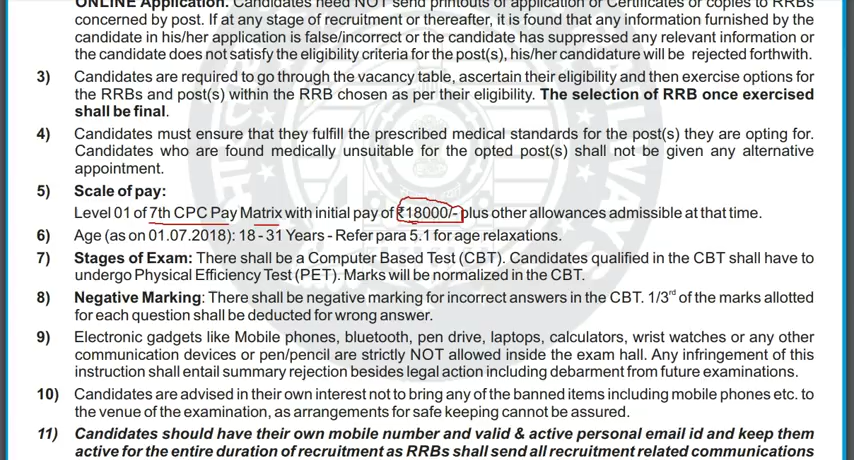 ONLINE Application. Candidates need NOT send printouts of application or Certificates or copies to RRBs
concerned by post. If at any stage of recruitment or thereafter, it is found that any information furnished by the
candidate in his/her application is false/incorrect or the candidate has suppressed any relevant information or
the candidate does not satisfy the eligibility criteria for the post(s), his/her candidature will be rejected forthwith.
3) Candidates are required to go through the vacancy table, ascertain their eligibility and then exercise options for
the RRBs and post(s) within the RRB chosen as per their eligibility. The selection of RRB once exercised
shall be final.
4) Candidates must ensure that they fulfill the prescribed medical standards for the post(s) they are opting for.
Candidates who are found medically unsuitable for the opted post(s) shall not be given any alternative
appointment.
5) Scale of pay:
Level 01 of 7th CPC Pay Matrix with initial pay of ₹18000/- plus other allowances admissible at that time.
6) Age (as on 01.07.2018): 18 - 31 Years - Refer para 5.1 for age relaxations.
7) Stages of Exam: There shall be a Computer Based Test (CBT). Candidates qualified in the CBT shall have to
undergo Physical Efficiency Test (PET). Marks will be normalized in the CBT.
8) Negative Marking: There shall be negative marking for incorrect answers in the CBT. 1/3rd of the marks allotted
for each question shall be deducted for wrong answer.
9) Electronic gadgets like Mobile phones, bluetooth, pen drive, laptops, calculators, wrist watches or any other
communication devices or pen/pencil are strictly NOT allowed inside the exam hall. Any infringement of this
instruction shall entail summary rejection besides legal action including debarment from future examinations.
10) Candidates are advised in their own interest not to bring any of the banned items including mobile phones etc. to
the venue of the examination, as arrangements for safe keeping cannot be assured.
11) Candidates should have their own mobile number and valid & active personal email id and keep them
active for the entire duration of recruitment as RRBs shall send all recruitment related communications